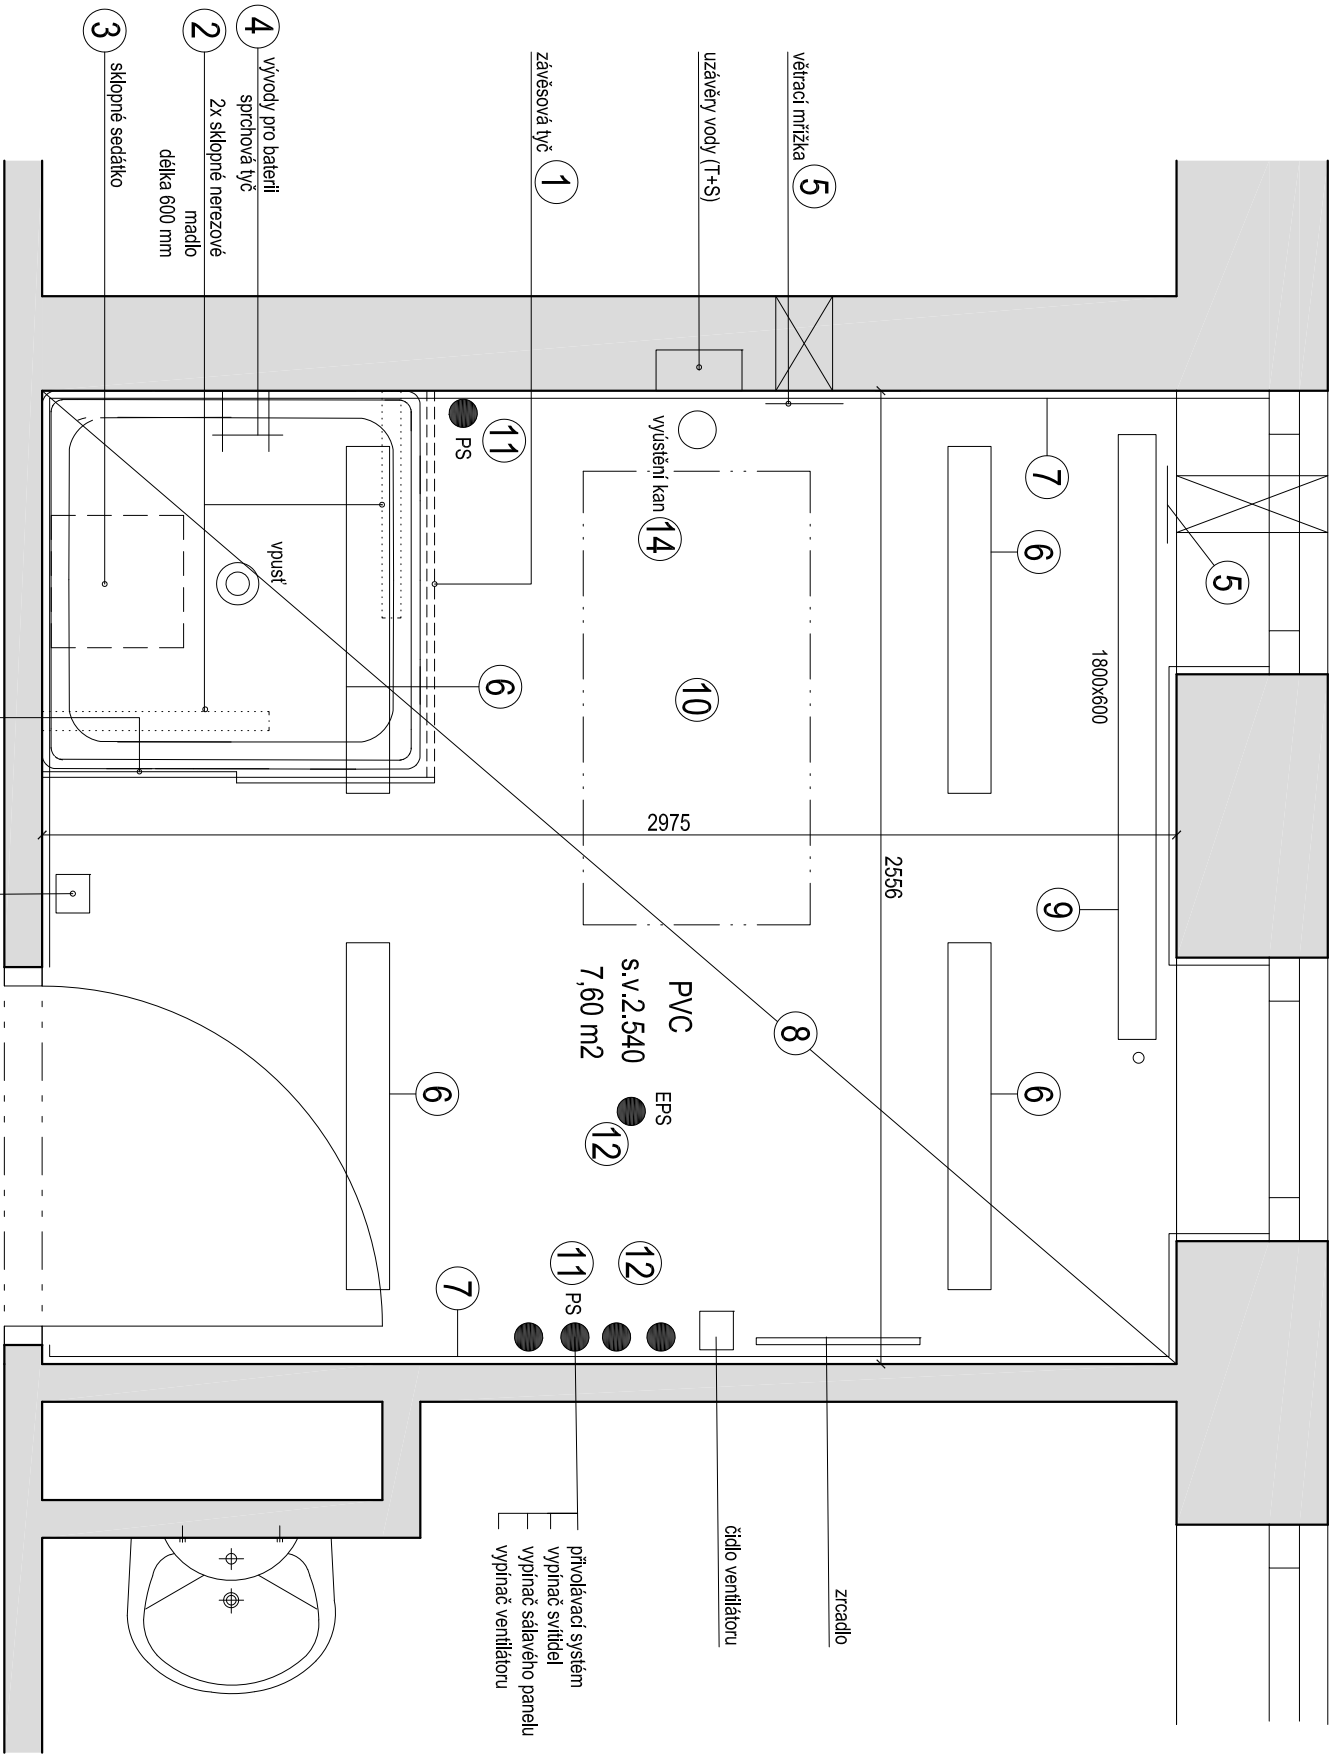 5
větrací mřížka
uzávěry vody (T+S)
1
závěsová tyč
4
vývody pro baterii
sprchová tyč
2
2x sklopné nerezové
madlo
délka 600 mm
3
sklopné sedátko
5
7
6
1800x600
9
6
vyústění kan
14
10
11
PS
vpusť
6
2975
2556
8
PVC
s.v.2.540
7,60 m2
EPS
12
6
12
11
PS
7
zrcadlo
čidlo ventilátoru
přivolávací systém
vypínač svítidel
vypínač sálavého panelu
vypínač ventilátoru